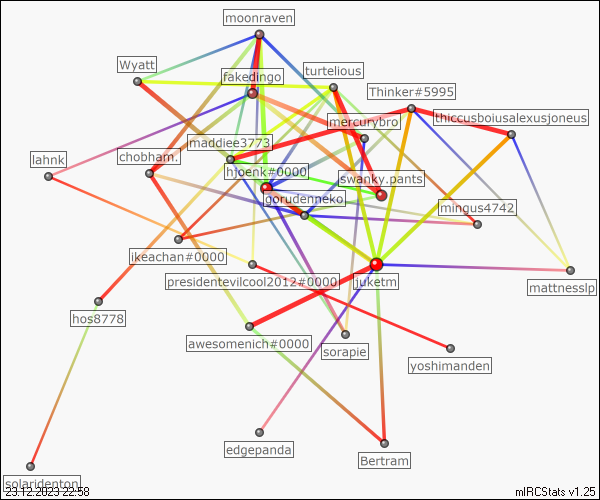 moonraven
Wyatt
fakedingo
turtelious
Thinker#5995
mercurybro
thiccusboiusalexusjoneus
maddiee3773
lahnk
chobham.
hjoenk#0000
swanky.pants
gorudenneko
mingus4742
ikeachan#0000
presidentevilcool2012#0000
juketm
mattnesslp
hos8778
awesomenich#0000
sorapie
yoshimanden
edgepanda
Bertram
solaridenton
23.12.2023 22:58
mIRCStats v1.25